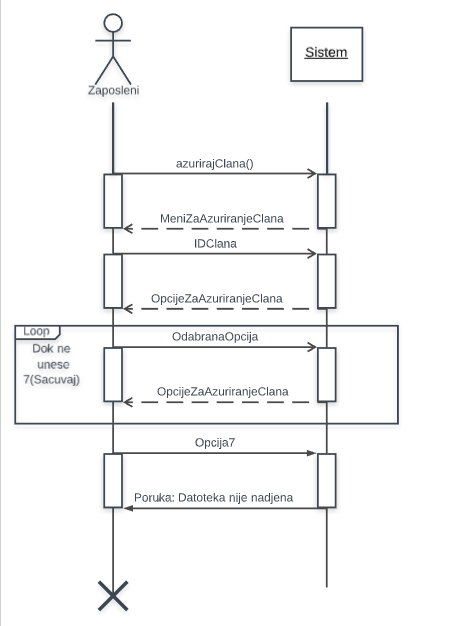 Zaposleni
Sistem
azurirajClana()
MeniZaAzuriranjeClana
IDClana
OpcijeZaAzuriranjeClana
Loop
Dok ne
unese
7(Sacuvaj)
OdabranaOpcija
OpcijeZaAzuriranjeClana
Opcija7
Poruka: Datoteka nije nadjena